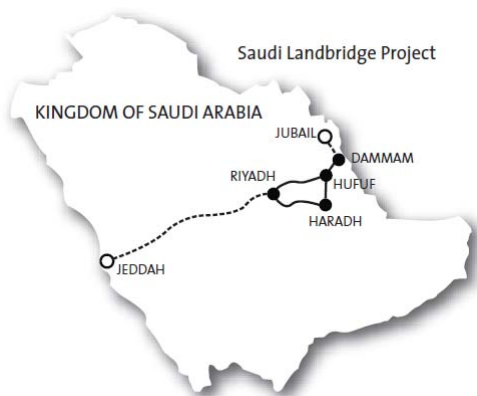 Saudi Landbridge Project
KINGDOM OF SAUDI ARABIA
JUBAIL
DAMMAM
RIYADH
HUFUF
HARADH
JEDDAH